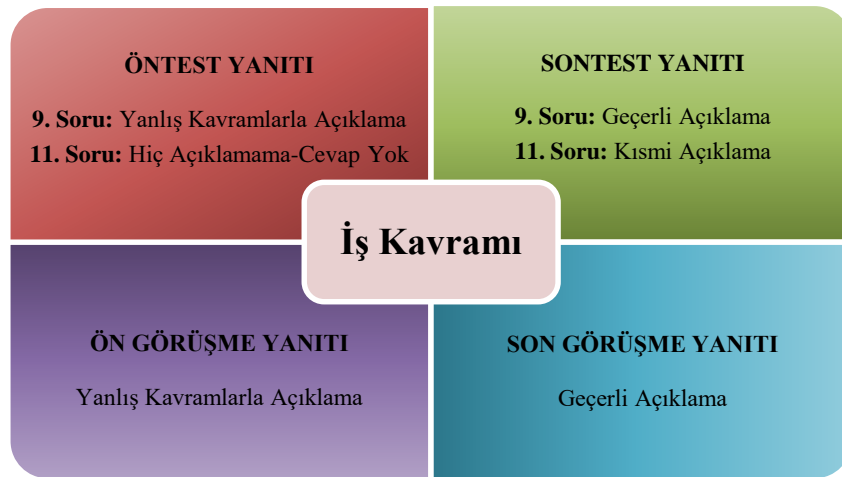 ÖNTEST YANITI
9. Soru: Yanlış Kavramlarla Açıklama
11. Soru: Hiç Açıklamama-Cevap Yok
SONTEST YANITI
9. Soru: Geçerli Açıklama
11. Soru: Kısmi Açıklama
İş Kavramı
ÖN GÖRÜŞME YANITI
Yanlış Kavramlarla Açıklama
SON GÖRÜŞME YANITI
Geçerli Açıklama